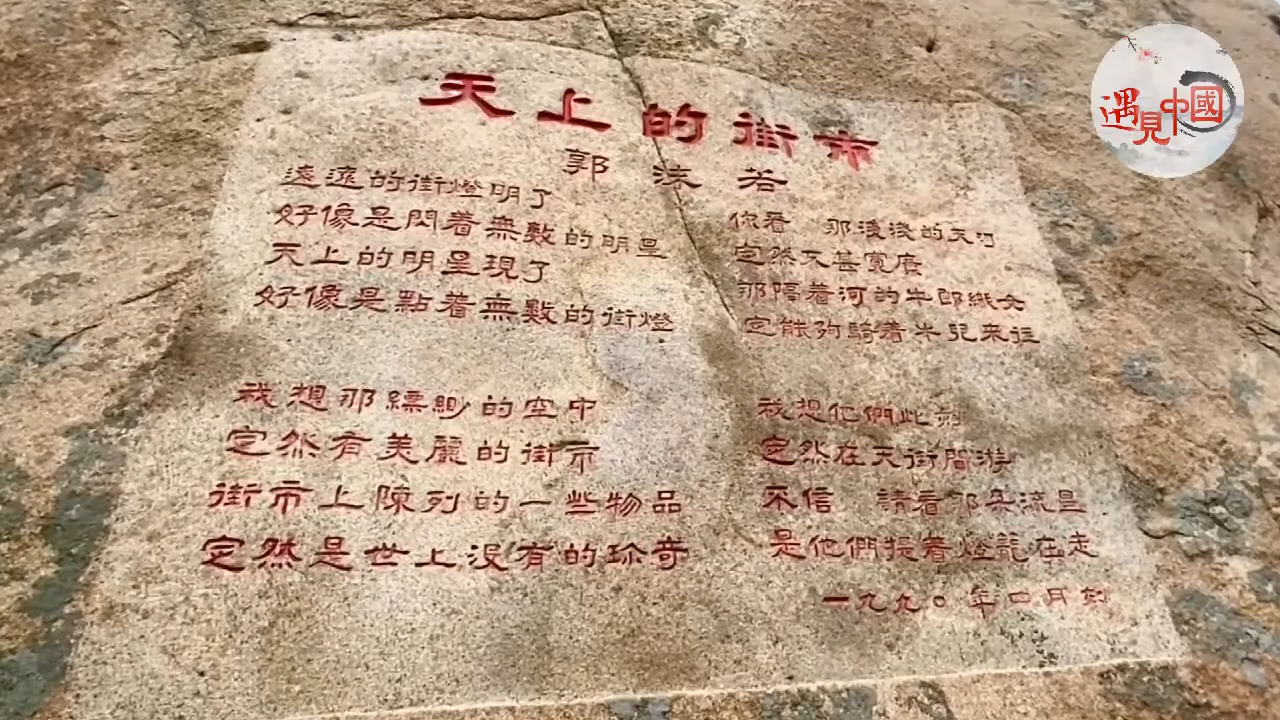 天上的街市
郭沫若
遠遠的街燈明了
好像是閃着無數的明星
天上的明星現了
好像是點着無數的街燈
我想那縹緲的空中
定然有美麗的街市
街市上陳列的一些物品
定然是世上沒有的珍奇
你看 那淺淺的天河
定然不甚寬廣
那隔着河的牛郎織女
定能夠騎着牛兒來往
我想他們此刻
定然在天街閒游
不信 請看那朵流星
是他們提着燈籠在走
一九九〇年四月刻
遇見中國